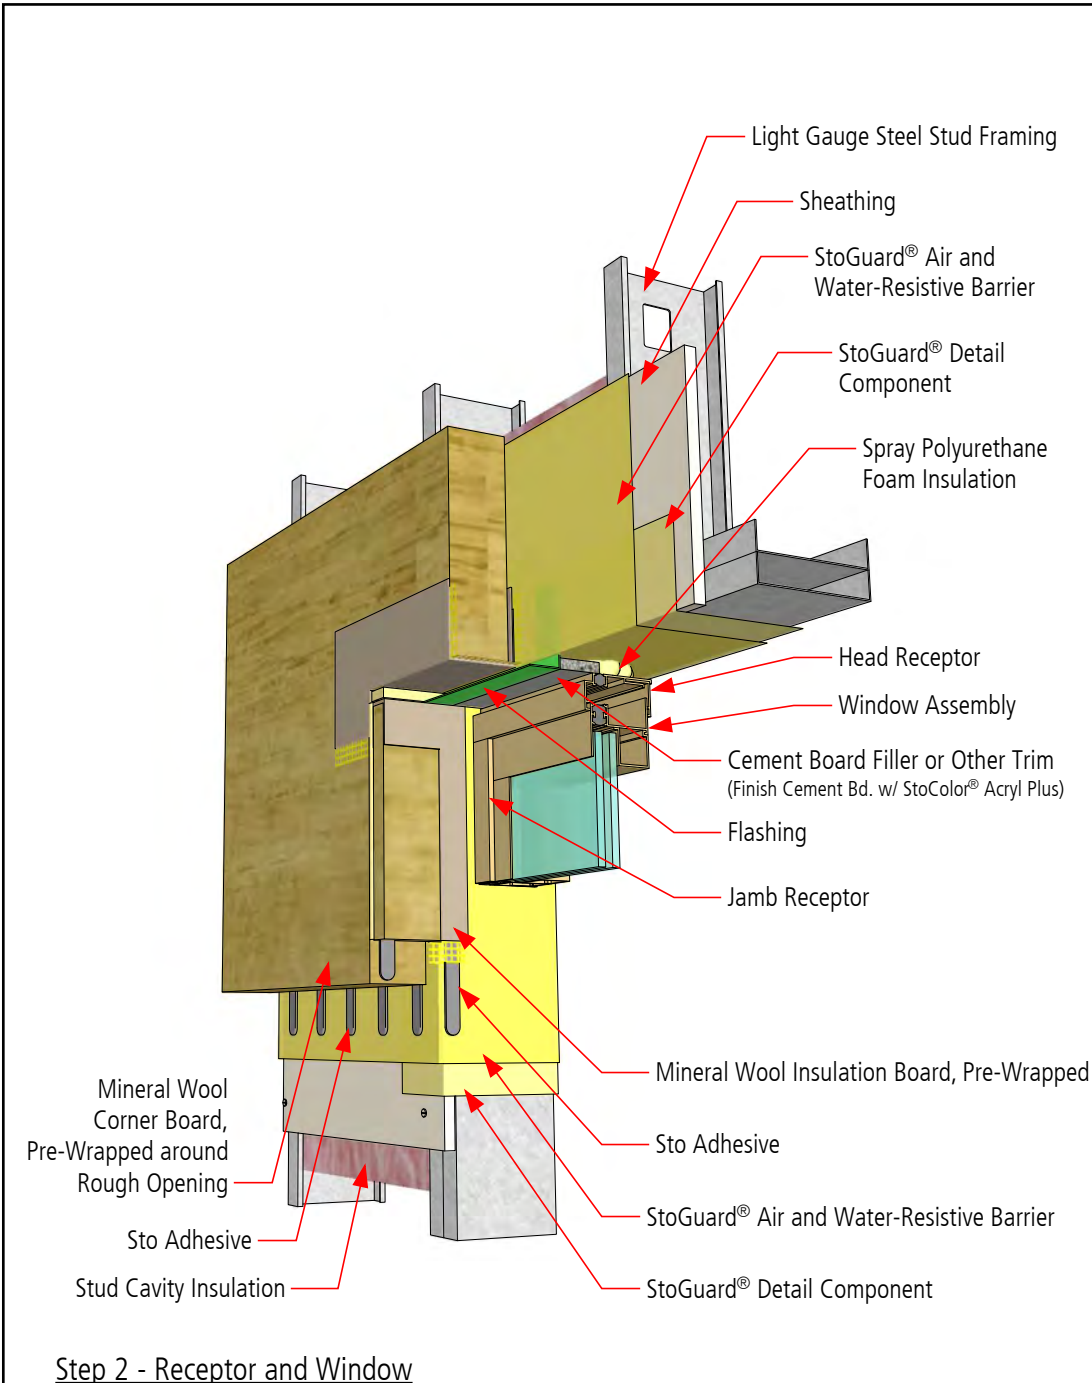 Light Gauge Steel Stud Framing
Sheathing
StoGuard® Air and
Water-Resistive Barrier
StoGuard® Detail
Component
Spray Polyurethane
Foam Insulation
Head Receptor
Window Assembly
Cement Board Filler or Other Trim
(Finish Cement Bd. w/ StoColor® Acryl Plus)
Flashing
Jamb Receptor
Mineral Wool Insulation Board, Pre-Wrapped
Sto Adhesive
StoGuard® Air and Water-Resistive Barrier
StoGuard® Detail Component
Mineral Wool
Corner Board,
Pre-Wrapped around
Rough Opening
Sto Adhesive
Stud Cavity Insulation
Step 2 - Receptor and Window